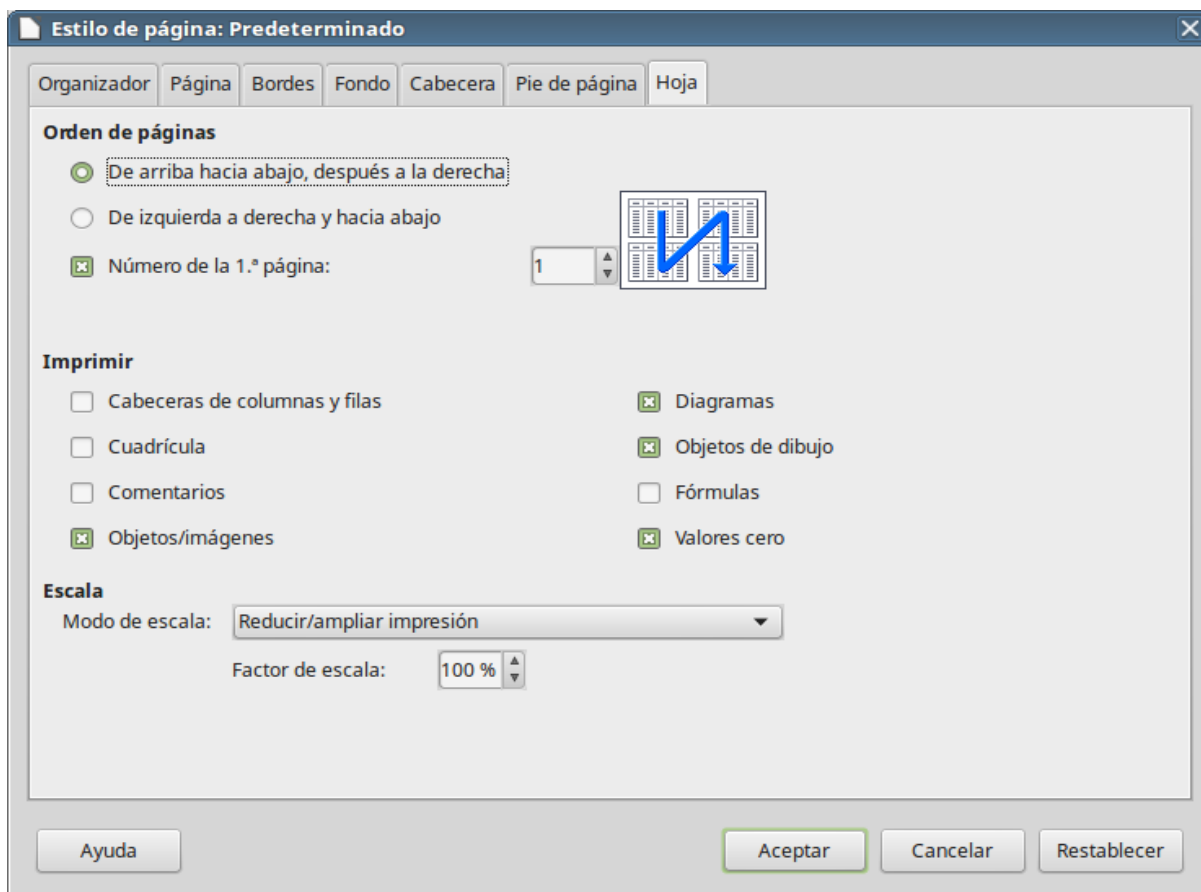 Estilo de página: Predeterminado
Organizador Página Bordes Fondo Cabecera Pie de página Hoja
Orden de páginas
De arriba hacia abajo, después a la derecha
De izquierda a derecha y hacia abajo
Número de la 1.ª página: 1
Imprimir
Cabeceras de columnas y filas
Diagramas
Cuadrícula
Objetos de dibujo
Comentarios
Fórmulas
Objetos/imágenes
Valores cero
Escala
Modo de escala: Reducir/ampliar impresión
Factor de escala: 100 %
Ayuda Aceptar Cancelar Restablecer